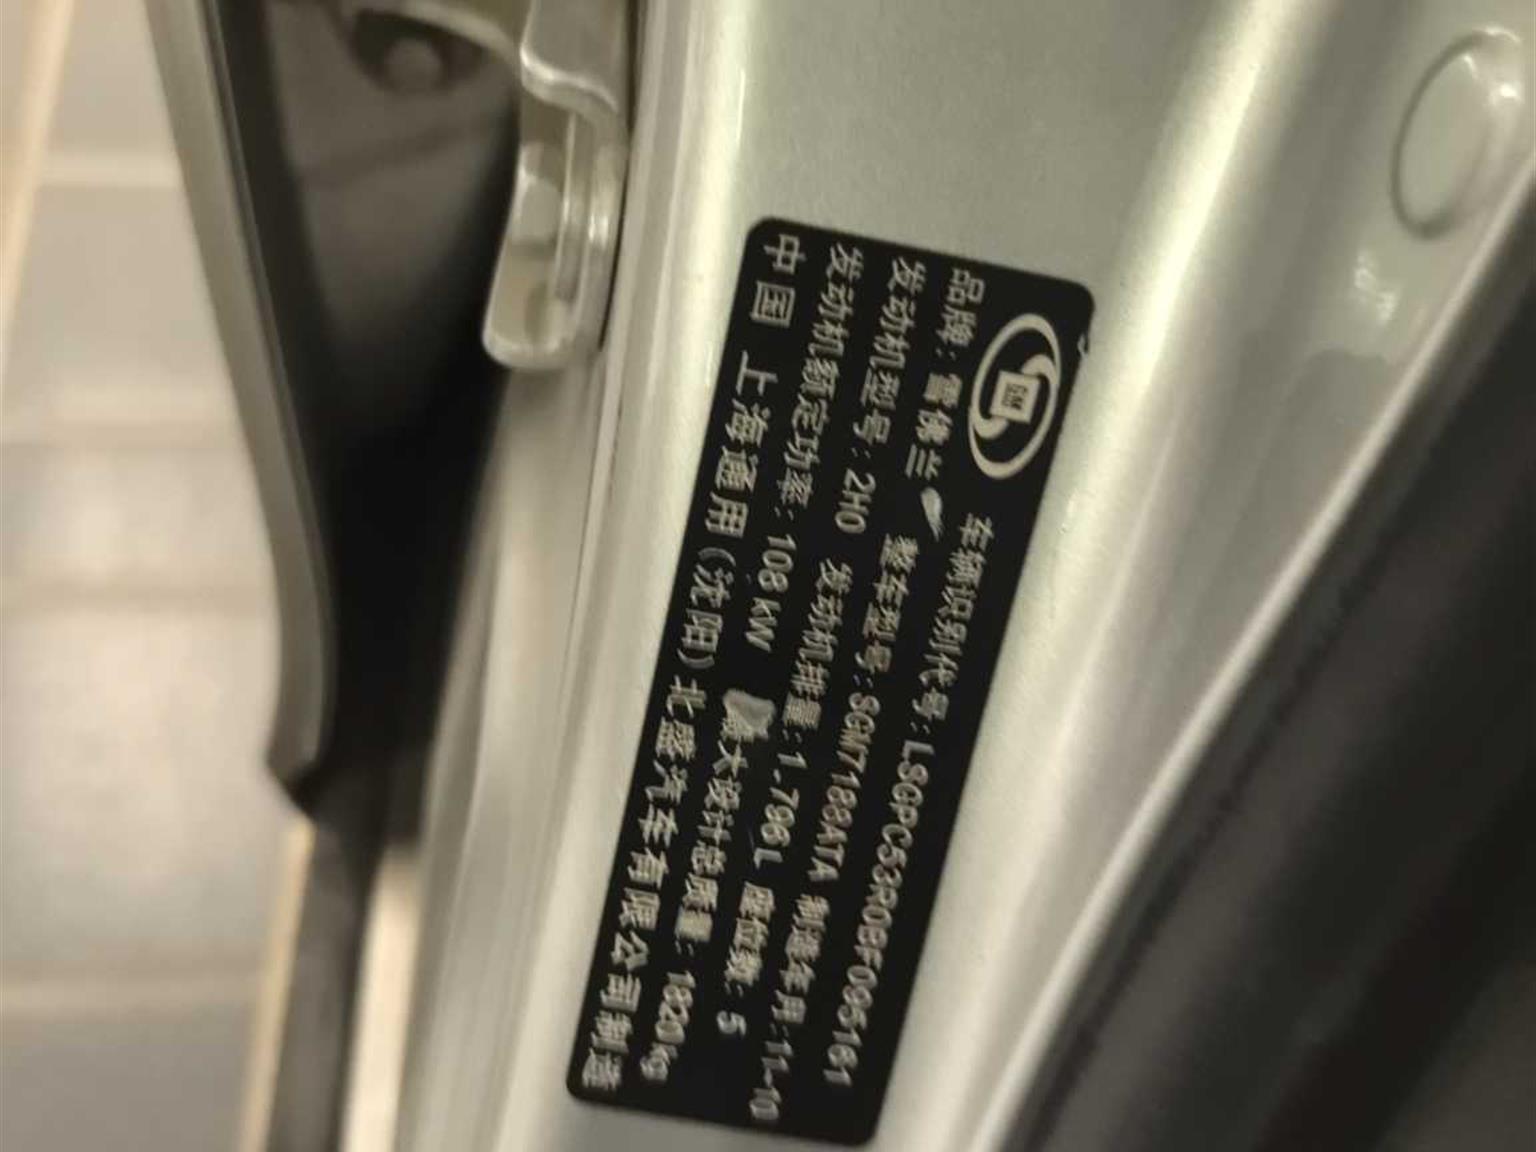 GM 车辆识别代号:LSGPC53R0BF095161
品牌:雪佛兰 整车型号:SGM7188ATA 制造年月:11-10
发动机型号:2H0 发动机排量:1.796L 座位数:5
发动机额定功率:108kW 最大设计总质量:1820kg
中国 上海通用(沈阳)北盛汽车有限公司制造